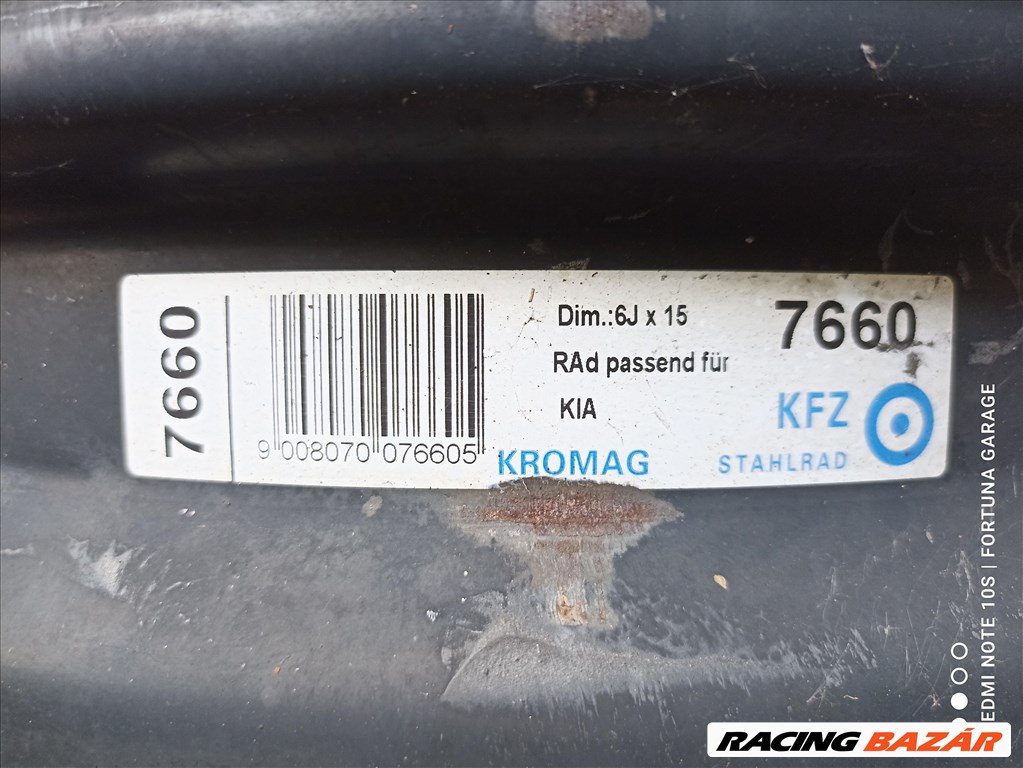 7660
9 008070 076605
Dim.:6J x 15
RAd passend für
KIA
KROMAG
7660
KFZ
STAHLRAD
EDMI NOTE 10S | FORTUNA GARAGE
RACING BAZÁR